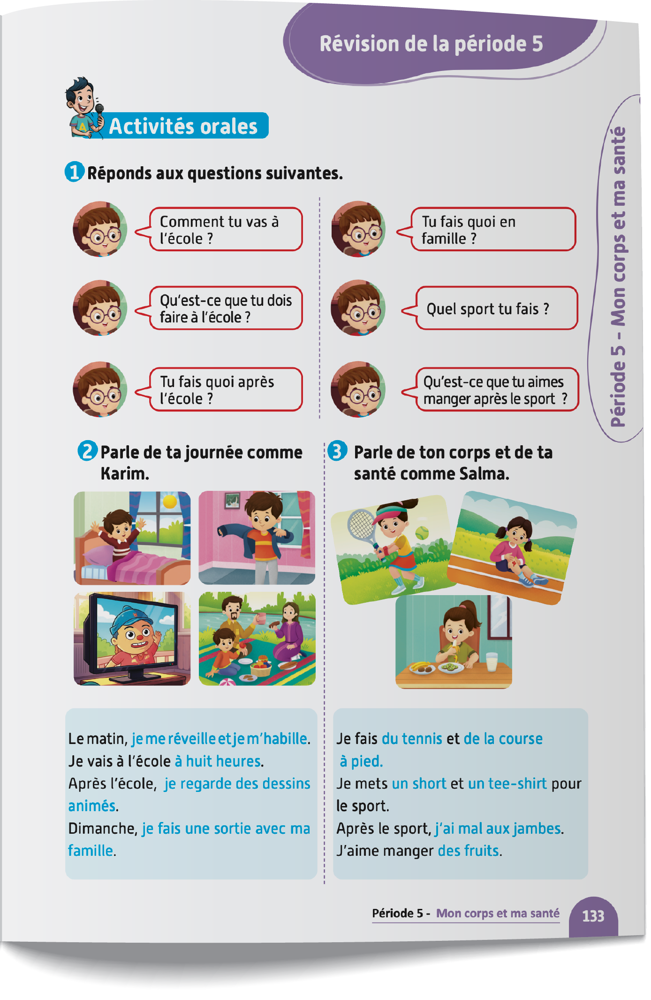 Révision de la période 5
A
Activités orales
1 Réponds aux questions suivantes.
Comment tu vas à
l'école ?
Tu fais quoi en
famille ?
Qu'est-ce que tu dois
faire à l'école ?
Quel sport tu fais ?
Tu fais quoi après
l'école ?
Qu'est-ce que tu aimes
manger après le sport ?
2 Parle de ta journée comme
Karim.
3 Parle de ton corps et de ta
santé comme Salma.
Le matin, je me réveille et je m'habille.
Je vais à l'école à huit heures.
Après l'école, je regarde des dessins
animés.
Dimanche, je fais une sortie avec ma
famille.
Je fais du tennis et de la course
à pied.
Je mets un short et un tee-shirt pour
le sport.
Après le sport, j'ai mal aux jambes.
J'aime manger des fruits.
Période 5 - Mon corps et ma santé
Période 5 - Mon corps et ma santé
133